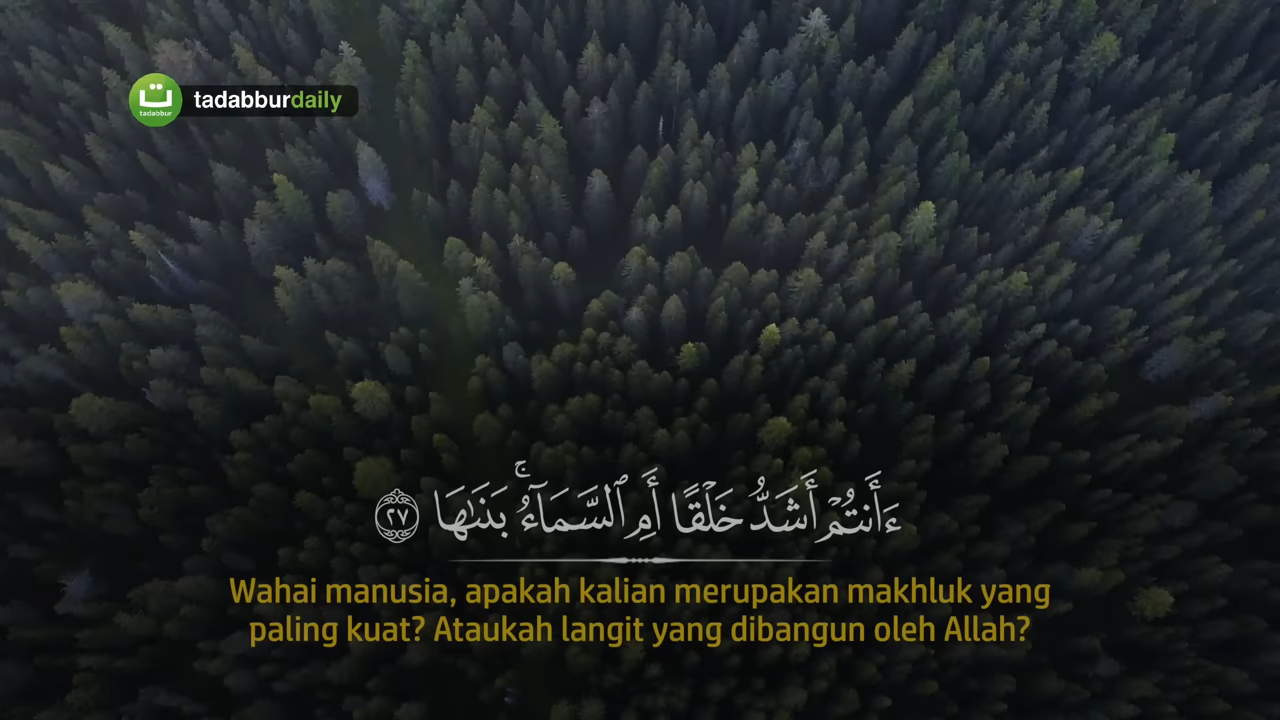 ت
tadabbur
tadabburdaily
ءَأَنتُمْ أَشَدُّ خَلْقًا أَمِ ٱلسَّمَآءُ ۚ بَنَىٰهَا ٢٧
Wahai manusia, apakah kalian merupakan makhluk yang
paling kuat? Ataukah langit yang dibangun oleh Allah?